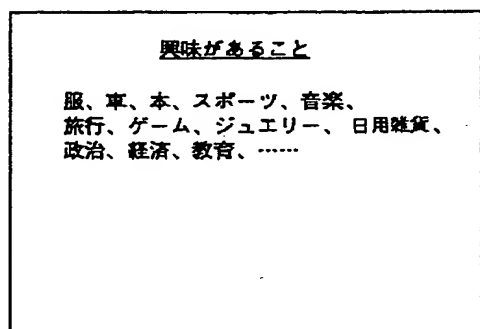 興味があること
服、車、本、スポーツ、音楽、
旅行、ゲーム、ジュエリー、日用雑貨、
政治、経済、教育、……